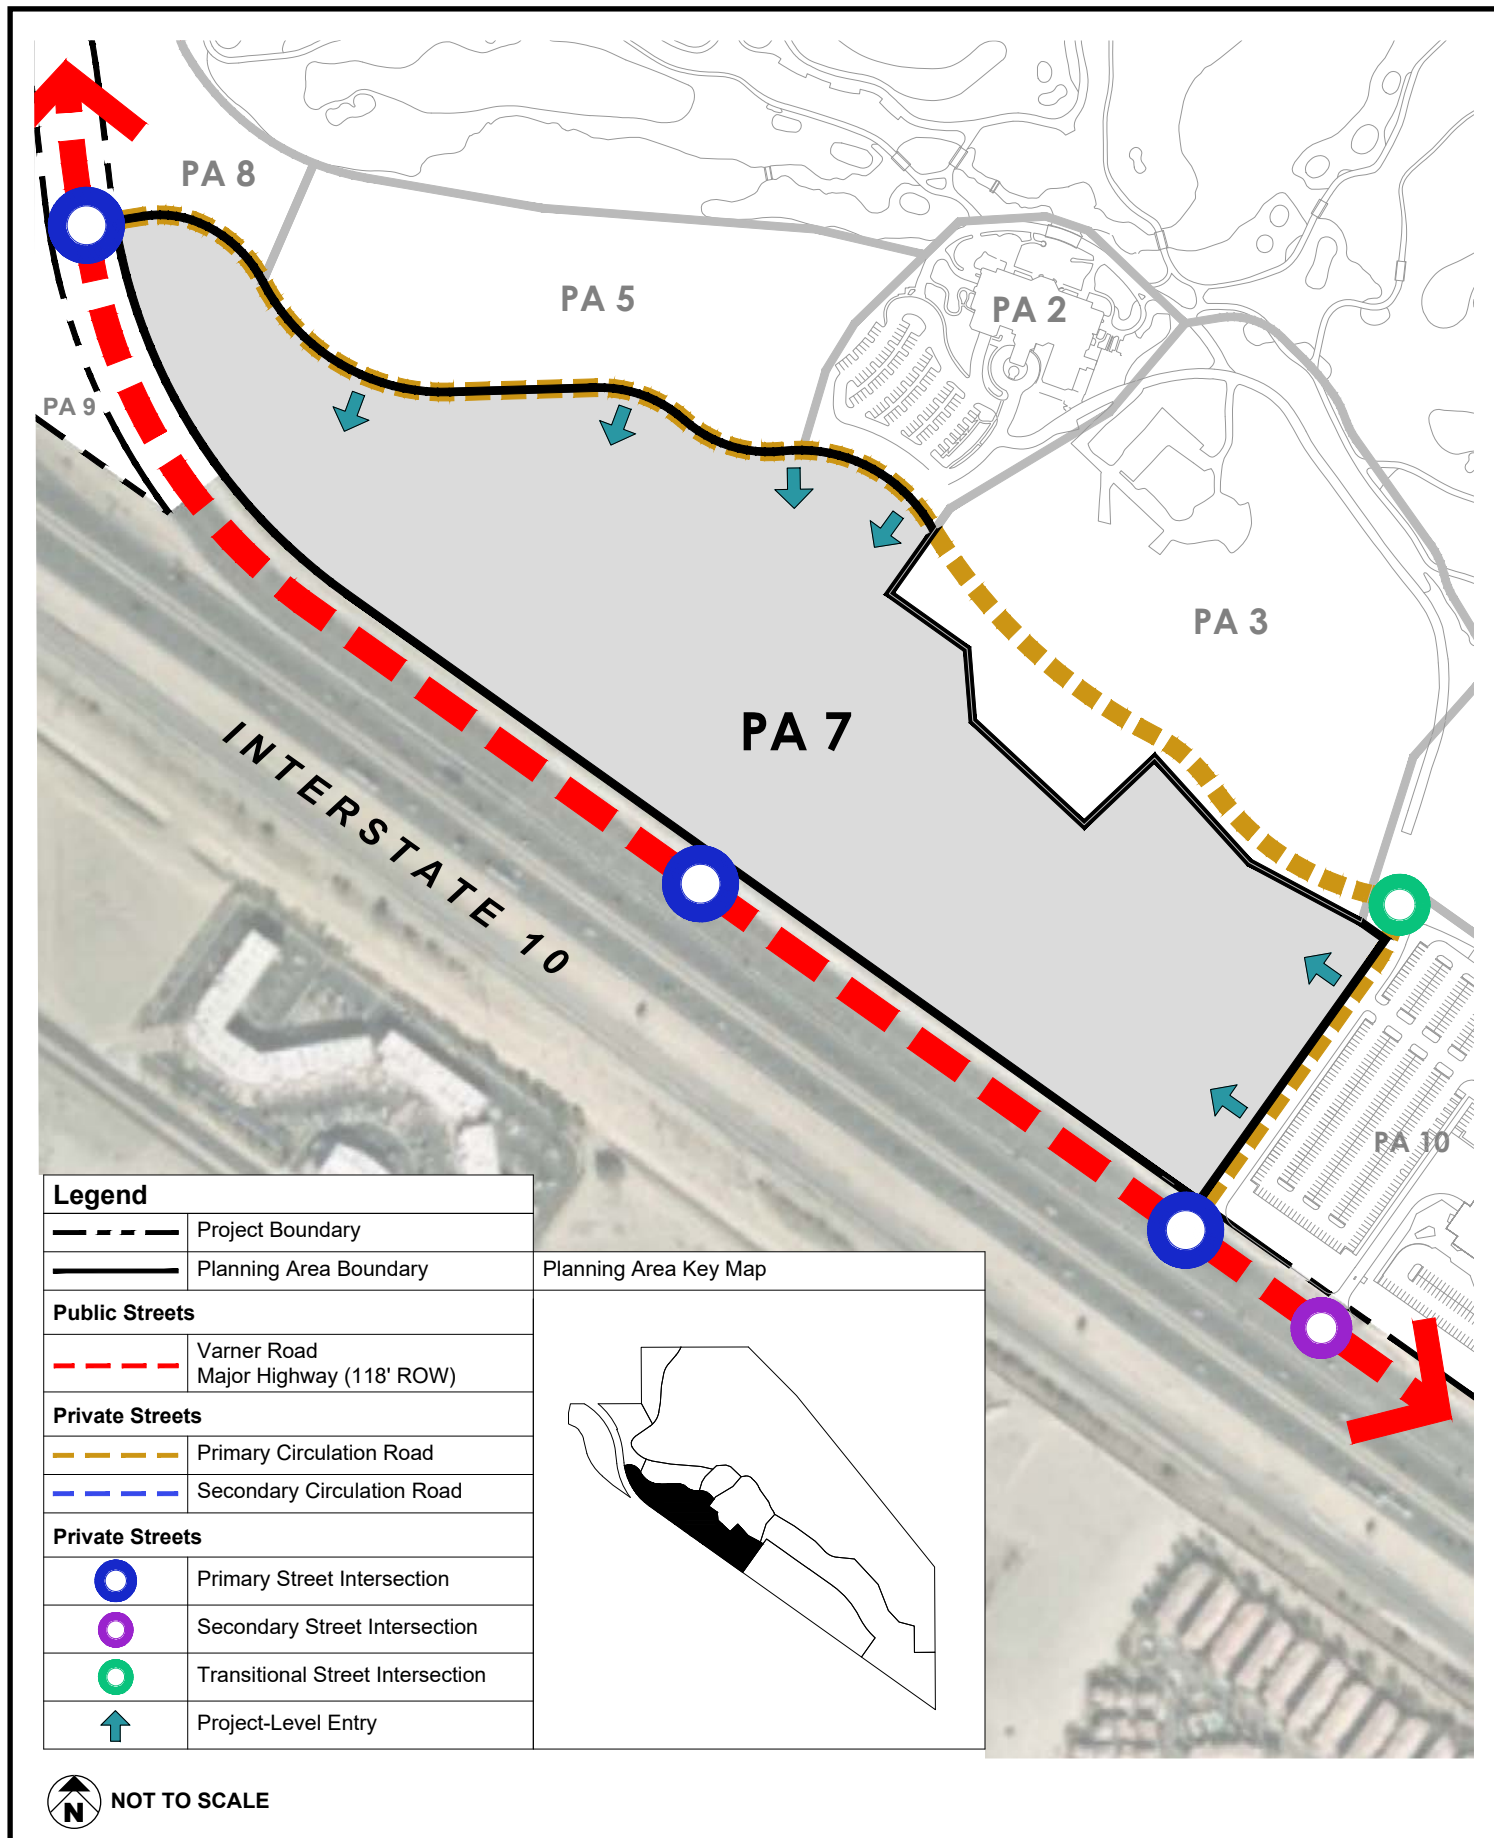 PA 8
PA 5
PA 2
PA 9
PA 3
PA 7
INTERSTATE 10
PA 10
Legend
Project Boundary
Planning Area Boundary
Planning Area Key Map
Public Streets
Varner Road
Major Highway (118' ROW)
Private Streets
Primary Circulation Road
Secondary Circulation Road
Private Streets
Primary Street Intersection
Secondary Street Intersection
Transitional Street Intersection
Project-Level Entry
N
NOT TO SCALE